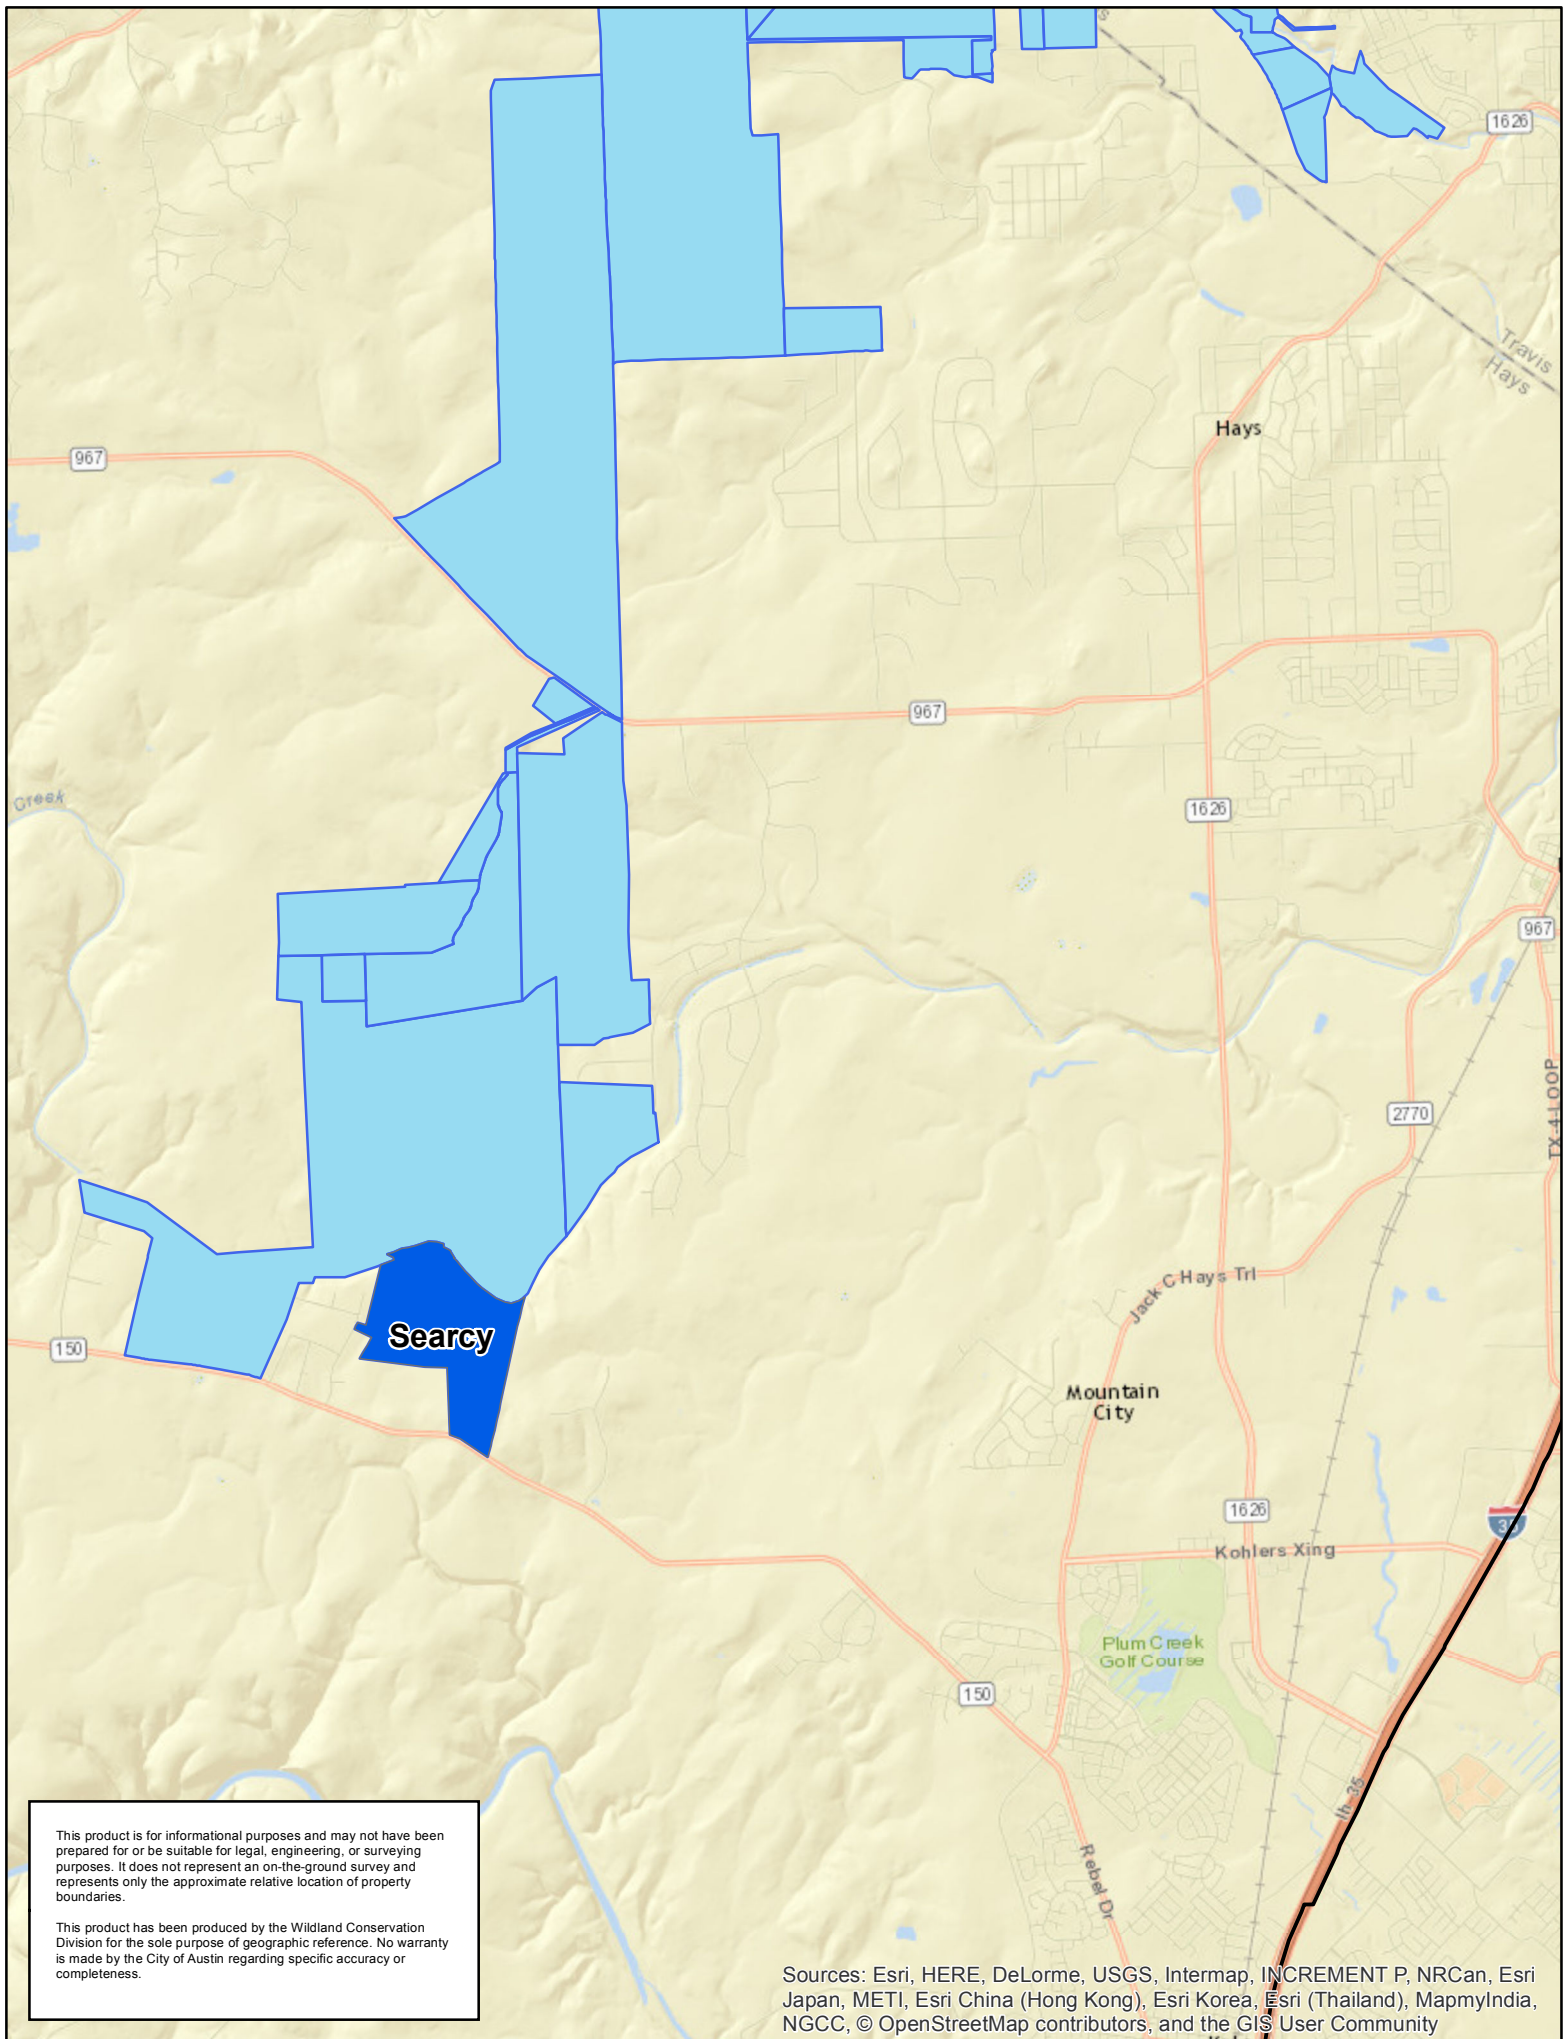 1626
Travis
Hays
Hays
967
967
Creek
1626
967
2770
TX-4-LOOP
Jack C Hays Trl
150
Searcy
Mountain
City
1626
35
Kohlers Xing
Plum Creek
Golf Course
150
Ih 35
Rebel Dr
This product is for informational purposes and may not have been
prepared for or be suitable for legal, engineering, or surveying
purposes. It does not represent an on-the-ground survey and
represents only the approximate relative location of property
boundaries.
This product has been produced by the Wildland Conservation
Division for the sole purpose of geographic reference. No warranty
is made by the City of Austin regarding specific accuracy or
completeness.
Sources: Esri, HERE, DeLorme, USGS, Intermap, INCREMENT P, NRCan, Esri
Japan, METI, Esri China (Hong Kong), Esri Korea, Esri (Thailand), MapmyIndia,
NGCC, © OpenStreetMap contributors, and the GIS User Community